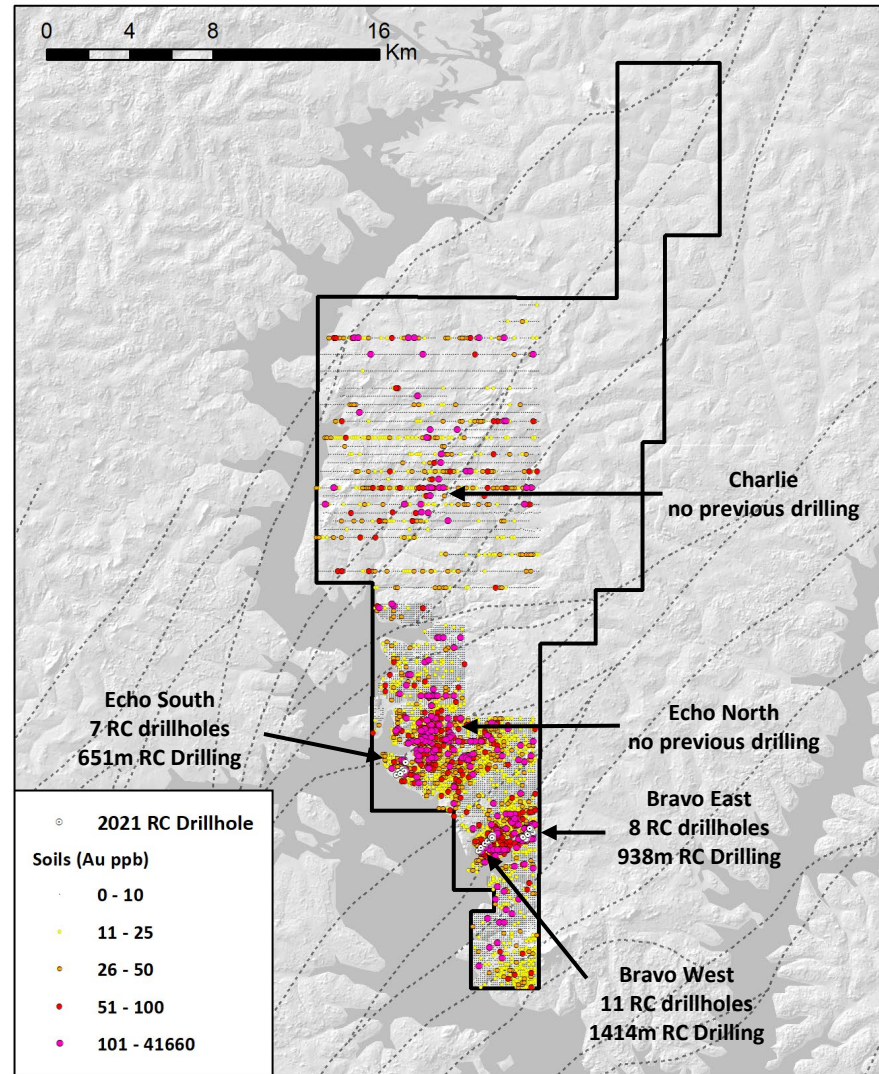 0 4 8 16
Km
Charlie
no previous drilling
Echo South
7 RC drillholes
651m RC Drilling
Echo North
no previous drilling
Bravo East
8 RC drillholes
938m RC Drilling
Bravo West
11 RC drillholes
1414m RC Drilling
2021 RC Drillhole
Soils (Au ppb)
0 - 10
11 - 25
26 - 50
51 - 100
101 - 41660